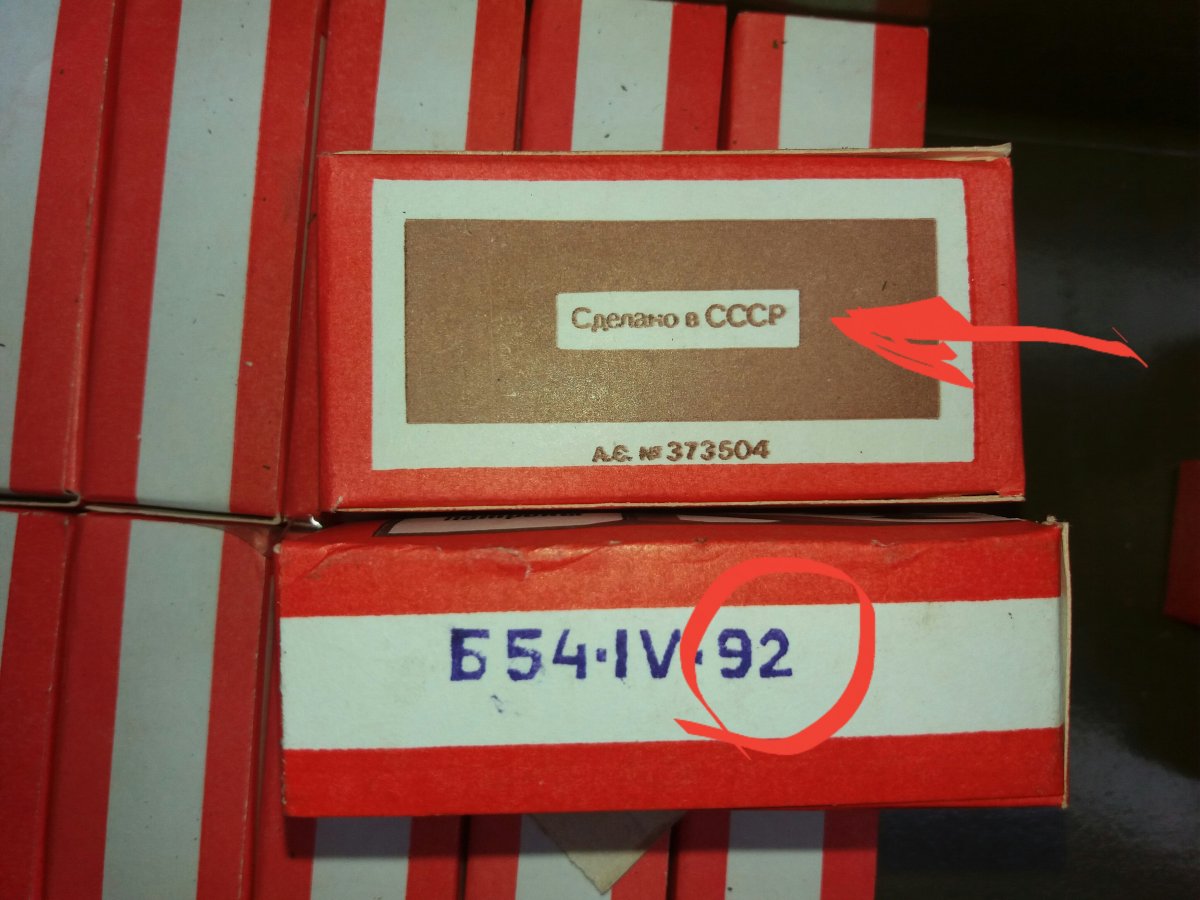 Сделано в СССР
А.С. № 373504
Б54·IV·92